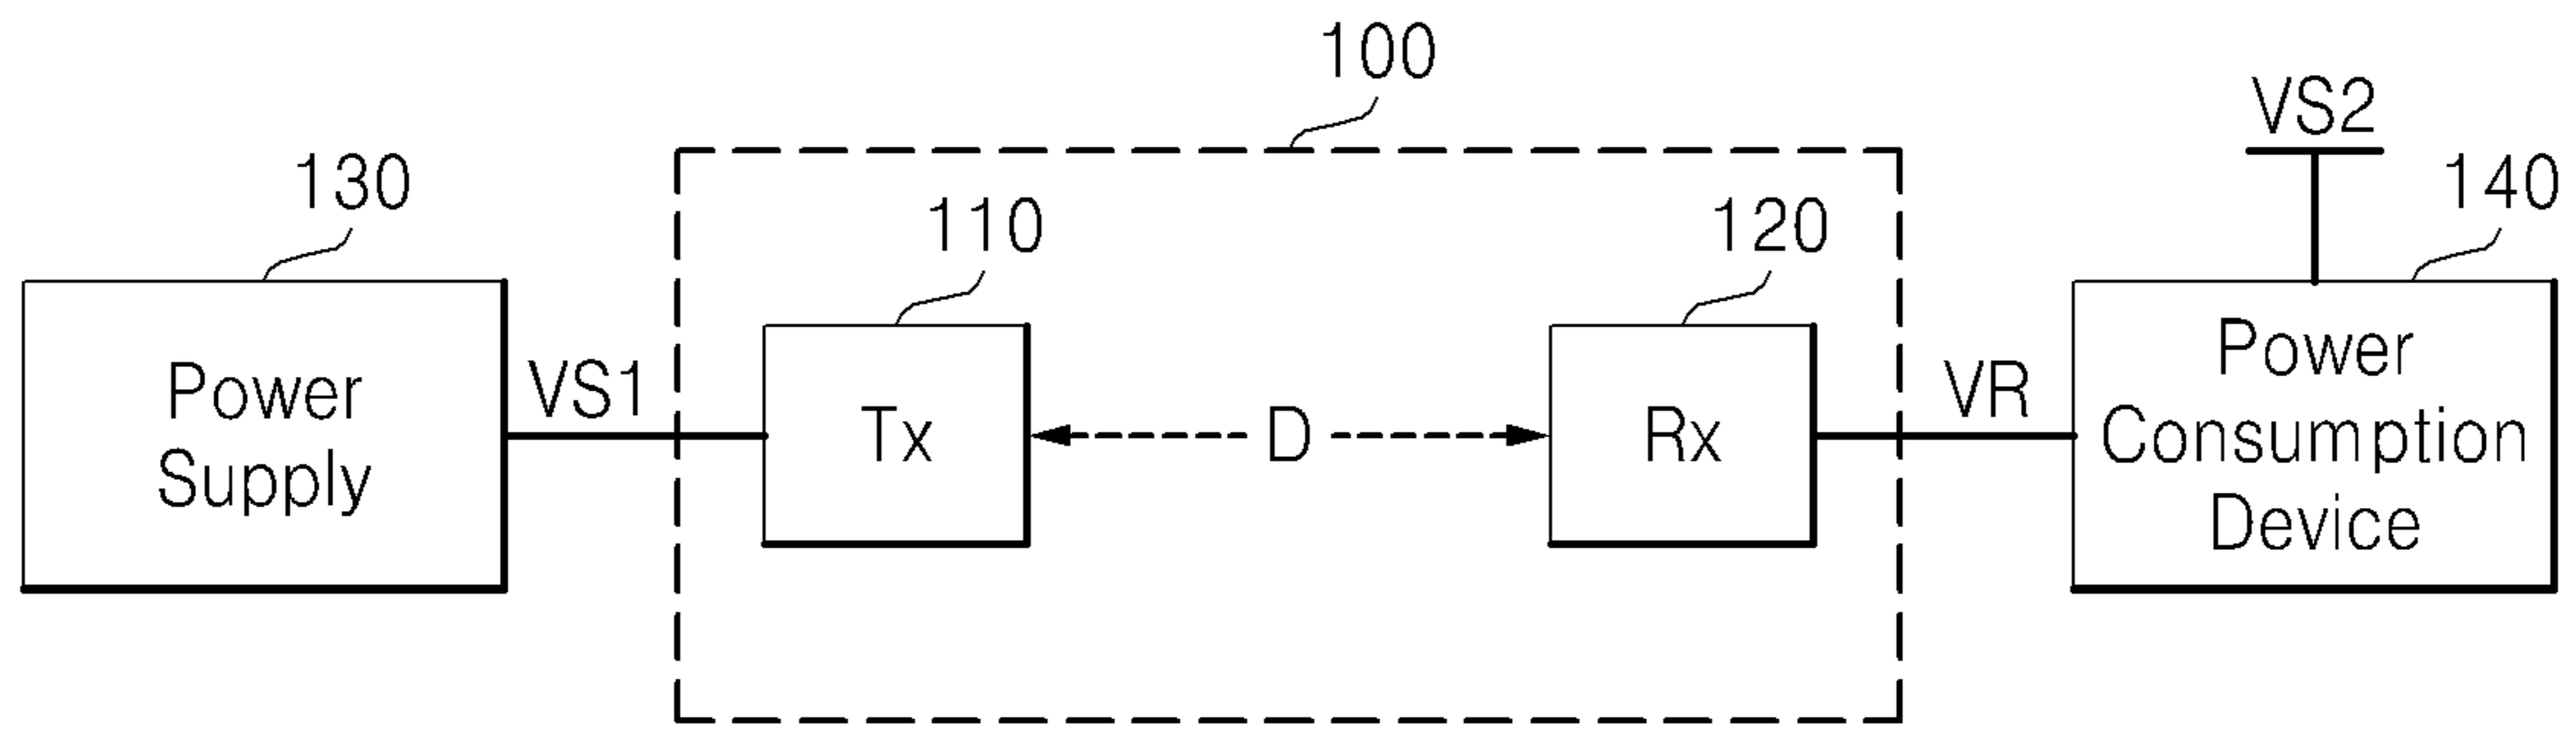 100
VS2
130
110
120
140
Power
Supply
VS1
Tx
D
Rx
VR
Power
Consumption
Device